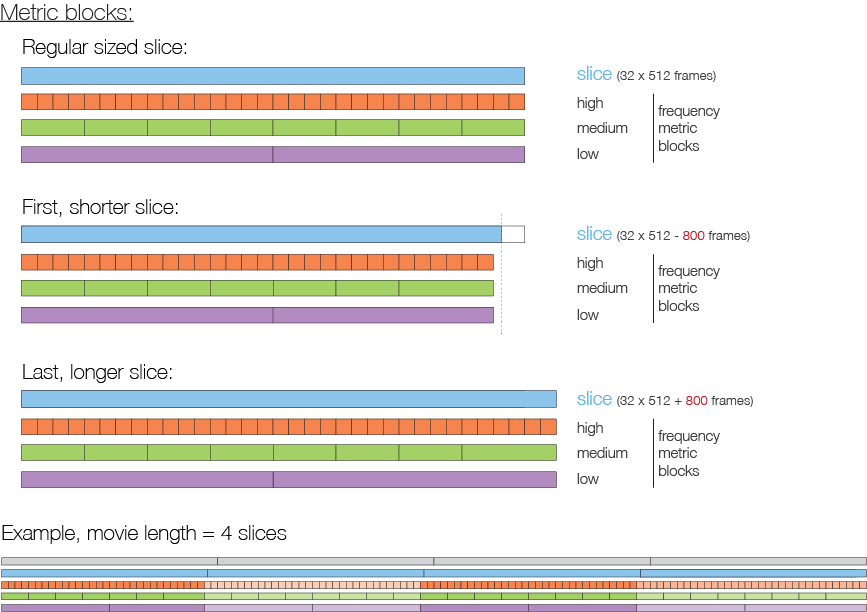 Metric blocks:
Regular sized slice:
slice (32 x 512 frames)
high
medium
low
frequency
metric
blocks
First, shorter slice:
slice (32 x 512 - 800 frames)
high
medium
low
frequency
metric
blocks
Last, longer slice:
slice (32 x 512 + 800 frames)
high
medium
low
frequency
metric
blocks
Example, movie length = 4 slices